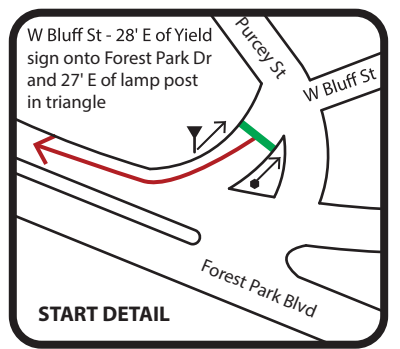 W Bluff St - 28' E of Yield
sign onto Forest Park Dr
and 27' E of lamp post
in triangle
Purcey St
W Bluff St
Forest Park Blvd
START DETAIL